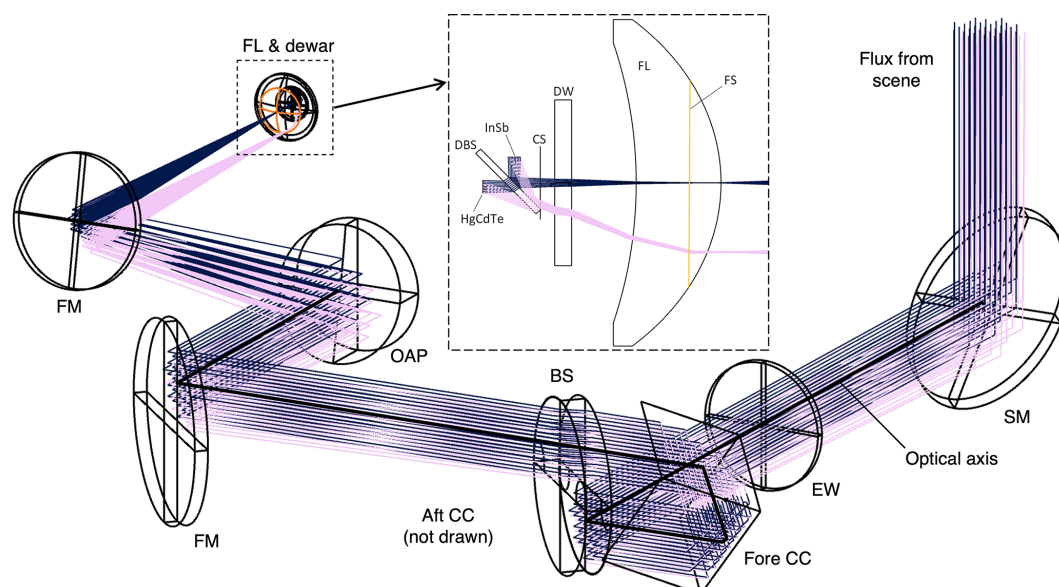 FL & dewar
Flux from
scene
FL
FS
DW
InSb
CS
DBS
HgCdTe
FM
OAP
BS
SM
Optical axis
EW
Aft CC
(not drawn)
FM
Fore CC